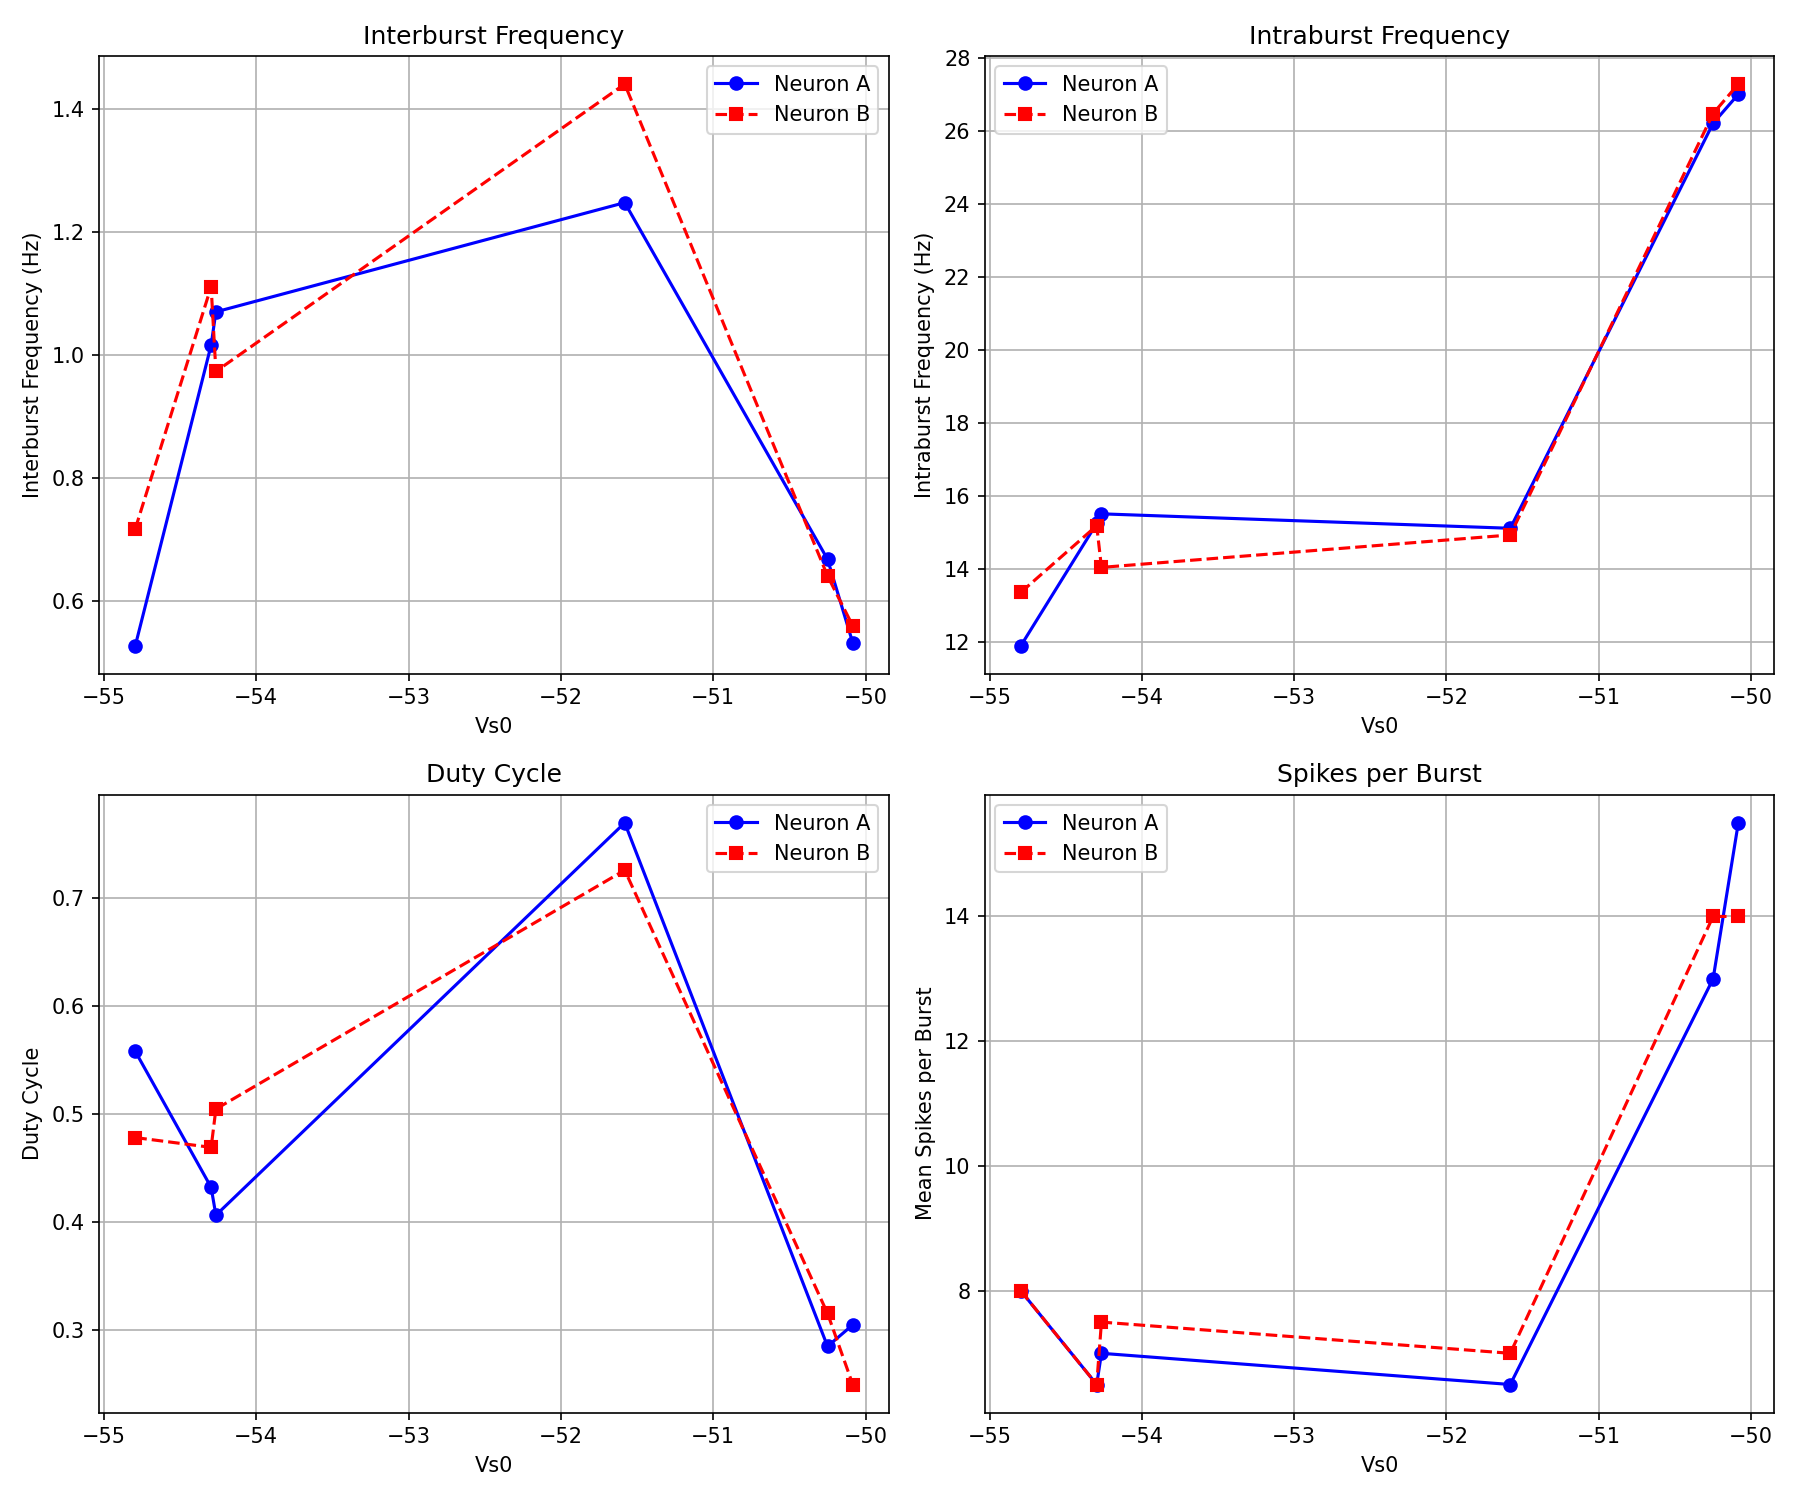 Interburst Frequency
Interburst Frequency (Hz)
1.4
1.2
1.0
0.8
0.6
−55 −54 −53 −52 −51 −50
Vs0
Neuron A
Neuron B
Intraburst Frequency
Intraburst Frequency (Hz)
28
26
24
22
20
18
16
14
12
−55 −54 −53 −52 −51 −50
Vs0
Neuron A
Neuron B
Duty Cycle
Duty Cycle
0.7
0.6
0.5
0.4
0.3
−55 −54 −53 −52 −51 −50
Vs0
Neuron A
Neuron B
Spikes per Burst
Mean Spikes per Burst
14
12
10
8
−55 −54 −53 −52 −51 −50
Vs0
Neuron A
Neuron B